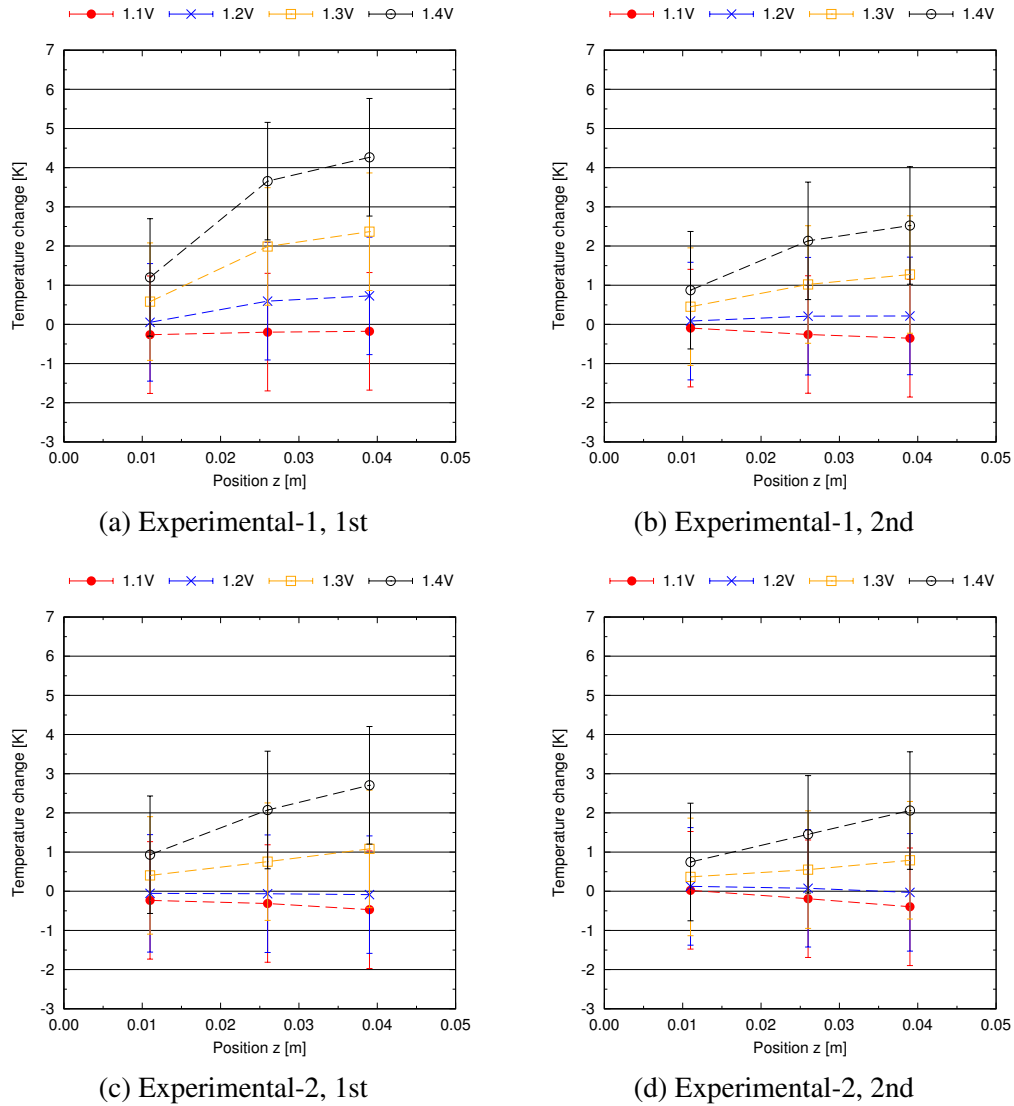 1.1V 1.2V 1.3V 1.4V
7
6
5
4
3
2
1
0
-1
-2
-3
Temperature change [K]
0.00 0.01 0.02 0.03 0.04 0.05
Position z [m]
(a) Experimental-1, 1st
1.1V 1.2V 1.3V 1.4V
7
6
5
4
3
2
1
0
-1
-2
-3
Temperature change [K]
0.00 0.01 0.02 0.03 0.04 0.05
Position z [m]
(b) Experimental-1, 2nd
1.1V 1.2V 1.3V 1.4V
7
6
5
4
3
2
1
0
-1
-2
-3
Temperature change [K]
0.00 0.01 0.02 0.03 0.04 0.05
Position z [m]
(c) Experimental-2, 1st
1.1V 1.2V 1.3V 1.4V
7
6
5
4
3
2
1
0
-1
-2
-3
Temperature change [K]
0.00 0.01 0.02 0.03 0.04 0.05
Position z [m]
(d) Experimental-2, 2nd